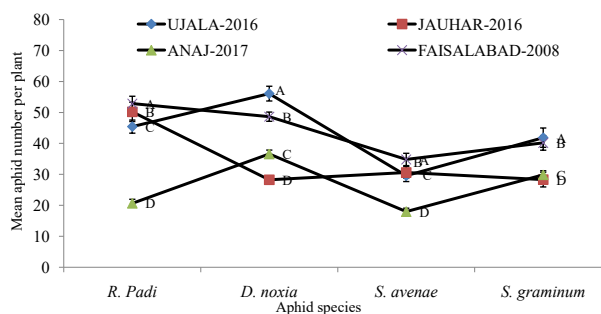 UJALA-2016 JAUHAR-2016
ANAJ-2017 FAISALABAD-2008
Mean aphid number per plant
80
70
60
50
40
30
20
10
0
A
B
C
D
A
B
C
D
A
B
C
D
A
B
C
D
R. Padi D. noxia S. avenae S. graminum
Aphid species